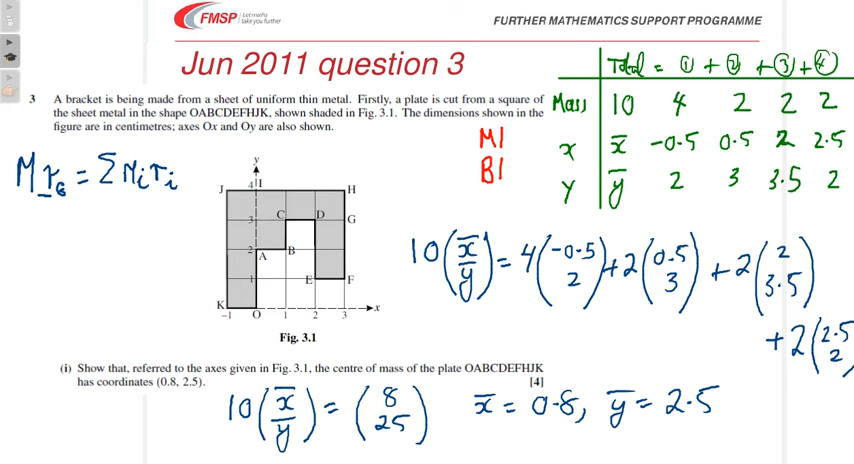 FMSP Let maths take you further
FURTHER MATHEMATICS SUPPORT PROGRAMME
Jun 2011 question 3
Total = ① + ② + ③ + ④
Mass 10 4 2 2 2
x x̅ -0.5 0.5 2 2.5
y y̅ 2 3 3.5 2
3 A bracket is being made from a sheet of uniform thin metal. Firstly, a plate is cut from a square of
the sheet metal in the shape OABCDEFHJK, shown shaded in Fig. 3.1. The dimensions shown in the
figure are in centimetres; axes Ox and Oy are also shown.
M1
B1
M r_G = Σ m_i r_i
y
J 4 I H
3 C D G
2 A B
1 E F
K
-1 O 1 2 3 x
Fig. 3.1
10(x̅ y̅) = 4(-0.5 2) + 2(0.5 3) + 2(2 3.5)
+ 2(2.5 2)
(i) Show that, referred to the axes given in Fig. 3.1, the centre of mass of the plate OABCDEFHJK
has coordinates (0.8, 2.5). [4]
10(x̅ y̅) = (8 25) x̅ = 0.8, y̅ = 2.5